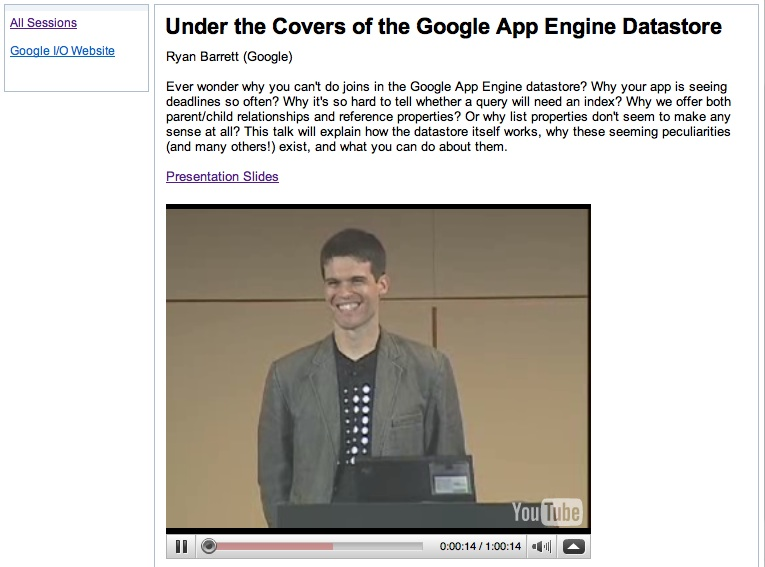 All Sessions
Google I/O Website
Under the Covers of the Google App Engine Datastore
Ryan Barrett (Google)
Ever wonder why you can't do joins in the Google App Engine datastore? Why your app is seeing
deadlines so often? Why it's so hard to tell whether a query will need an index? Why we offer both
parent/child relationships and reference properties? Or why list properties don't seem to make any
sense at all? This talk will explain how the datastore itself works, why these seeming peculiarities
(and many others!) exist, and what you can do about them.
Presentation Slides
YouTube
0:00:14 / 1:00:14